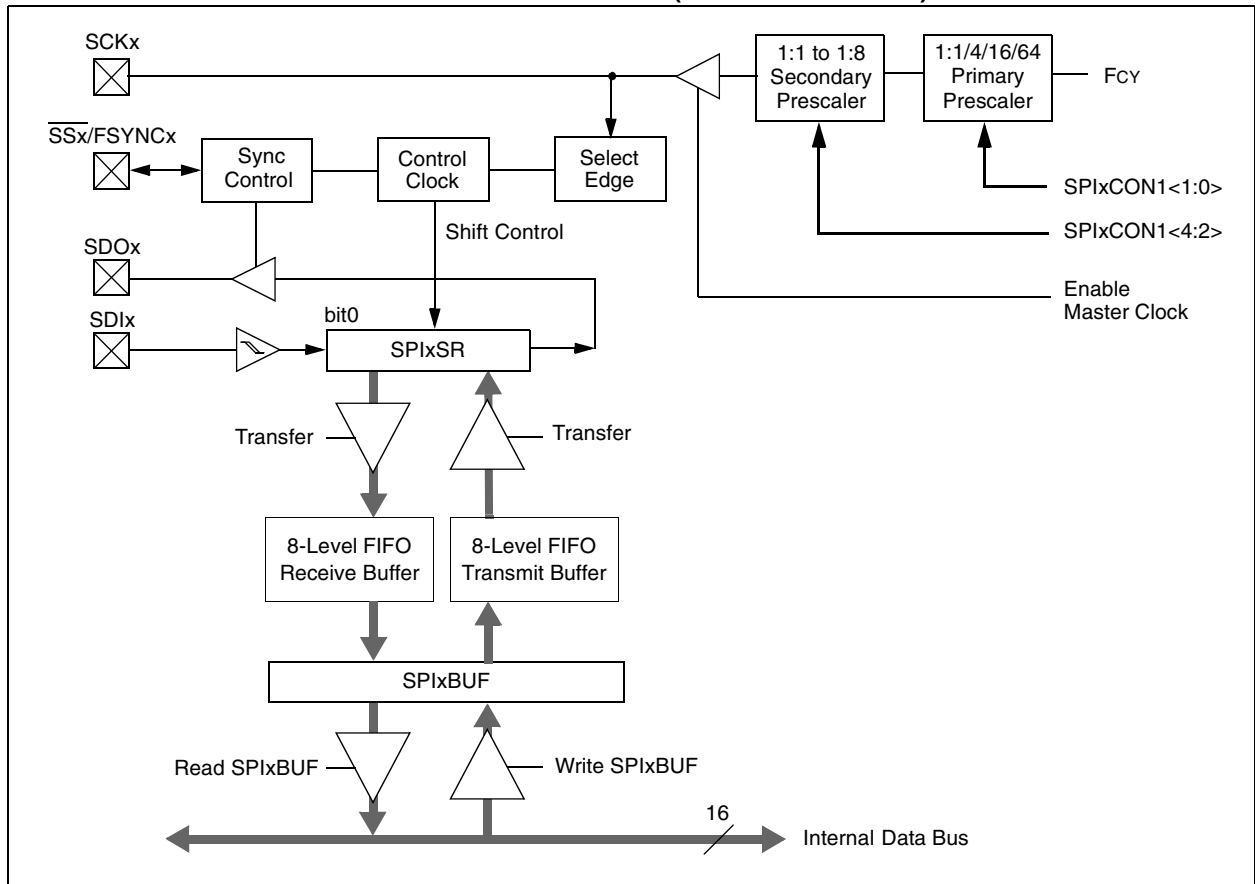 SCKx
1:1 to 1:8
Secondary
Prescaler
1:1/4/16/64
Primary
Prescaler
FCY
SSx/FSYNCx
Sync
Control
Control
Clock
Select
Edge
SPIxCON1<1:0>
SPIxCON1<4:2>
Shift Control
SDOx
Enable
Master Clock
SDIx
bit0
SPIxSR
Transfer
Transfer
8-Level FIFO
Receive Buffer
8-Level FIFO
Transmit Buffer
SPIxBUF
Read SPIxBUF
Write SPIxBUF
16
Internal Data Bus